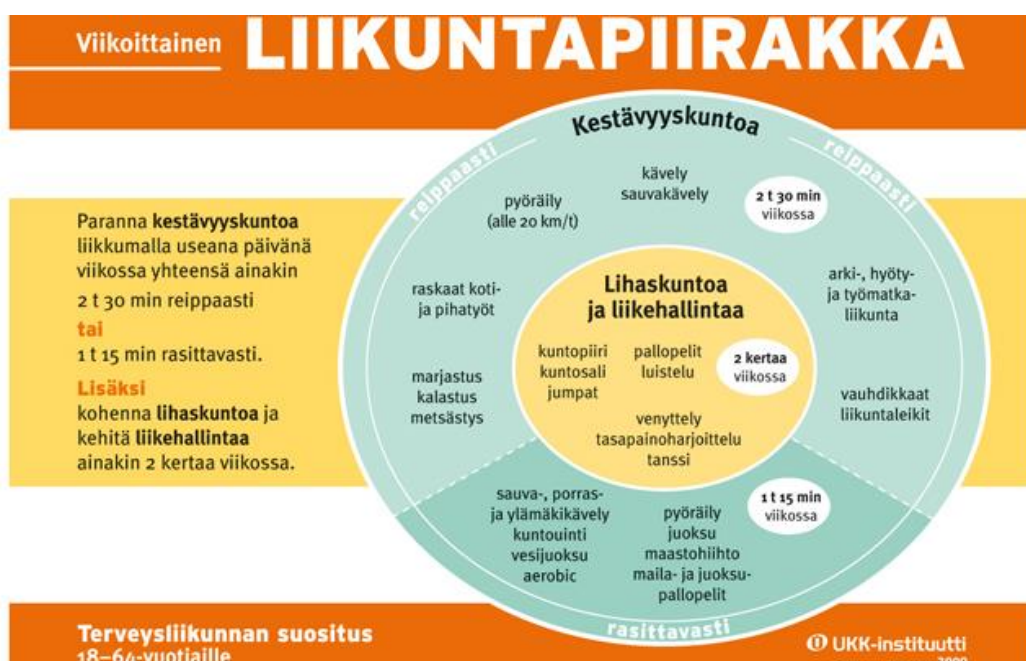 Viikoittainen LIIKUNTAPIIRAKKA
Paranna kestävyyskuntoa
liikkumalla useana päivänä
viikossa yhteensä ainakin
2 t 30 min reippaasti
tai
1 t 15 min rasittavasti.
Lisäksi
kohenna lihaskuntoa ja
kehitä liikehallintaa
ainakin 2 kertaa viikossa.
Kestävyyskuntoa
reippaasti
reippaasti
kävely
sauvakävely
2 t 30 min
viikossa
pyöräily
(alle 20 km/t)
raskaat koti-
ja pihatyöt
marjastus
kalastus
metsästys
arki-, hyöty-
ja työmatka-
liikunta
vauhdikkaat
liikuntaleikit
Lihaskuntoa
ja liikehallintaa
kuntopiiri
kuntosali
jumpat
pallopelit
luistelu
2 kertaa
viikossa
venyttely
tasapainoharjoittelu
tanssi
sauva-, porras-
ja ylämäkikävely
kuntouinti
vesijuoksu
aerobic
pyöräily
juoksu
maastohiihto
maila- ja juoksu-
pallopelit
1 t 15 min
viikossa
rasittavasti
Terveysliikunnan suositus
18–64-vuotiaille
UKK-instituutti
2009